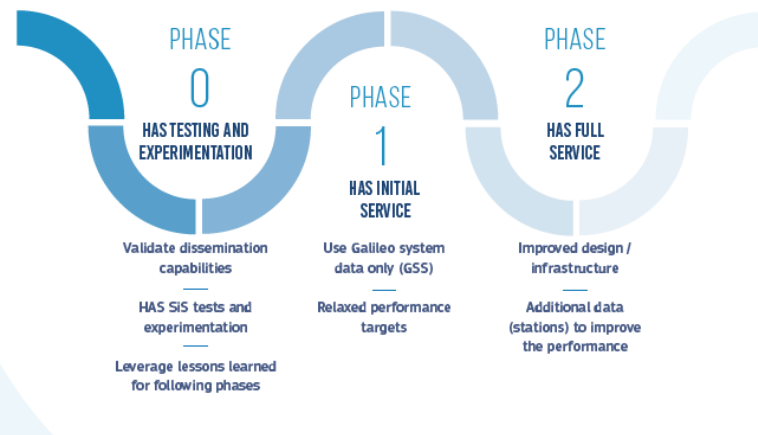 PHASE
0
HAS TESTING AND
EXPERIMENTATION
Validate dissemination
capabilities
HAS SiS tests and
experimentation
Leverage lessons learned
for following phases
PHASE
1
HAS INITIAL
SERVICE
Use Galileo system
data only (GSS)
Relaxed performance
targets
PHASE
2
HAS FULL
SERVICE
Improved design /
infrastructure
Additional data
(stations) to improve
the performance